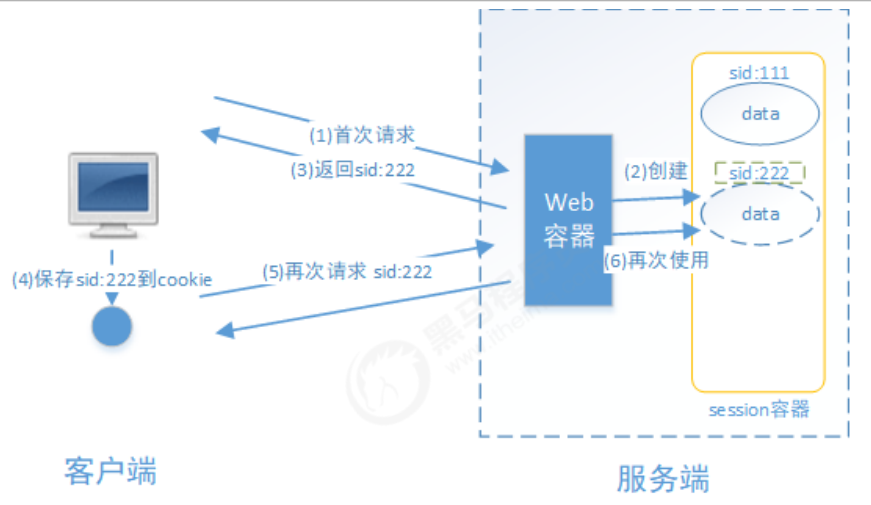 sid:111
data
(1)首次请求
(3)返回sid:222
(2)创建
sid:222
data
Web
容器
(4)保存sid:222到cookie
(5)再次请求 sid:222
(6)再次使用
session容器
客户端
服务端